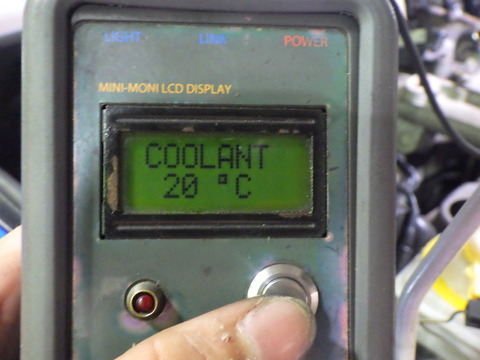 LIGHT LINK POWER
MINI-MONI LCD DISPLAY
COOLANT
20 °C